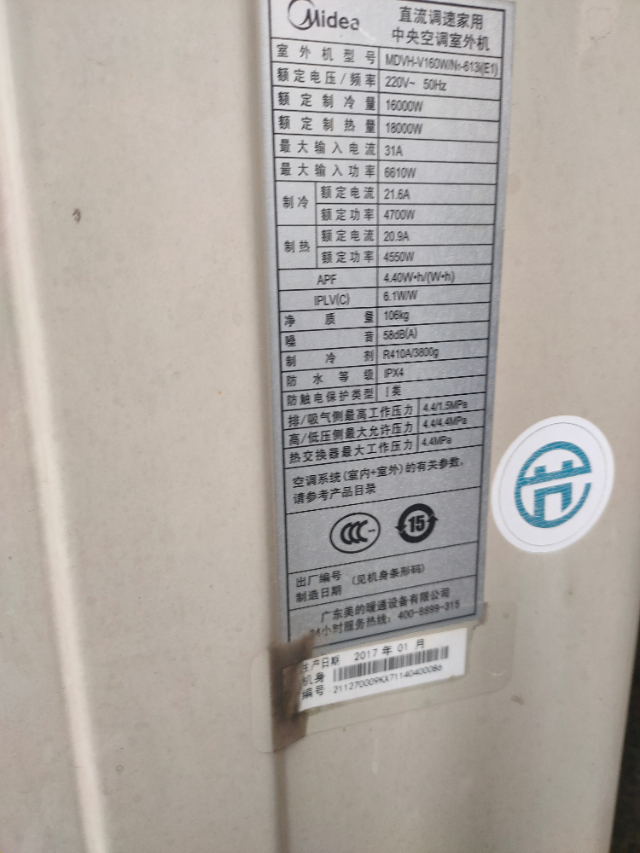 Midea
直流调速家用
中央空调室外机
室外机型号 MDVH-V160W/N1-613i(E1)
额定电压/频率 220V~ 50Hz
额定制冷量 16000W
额定制热量 18000W
最大输入电流 31A
最大输入功率 6610W
制冷 额定电流 21.6A
额定功率 4700W
制热 额定电流 20.9A
额定功率 4550W
APF 4.40W•h/(W•h)
IPLV(C) 6.1W/W
净质量 106kg
噪音 58dB(A)
制冷剂 R410A/3800g
防水等级 IPX4
防触电保护类型 I类
排/吸气侧最高工作压力 4.4/1.5MPa
高/低压侧最大允许压力 4.4/4.4MPa
热交换器最大工作压力 4.4MPa
空调系统(室内+室外)的有关参数,
请参考产品目录
CCC 15
出厂编号
制造日期 (见机身条形码)
广东美的暖通设备有限公司
24小时服务热线: 400-8899-315
生产日期 2017 年 01 月
机身
编号 211270009KX71140400086